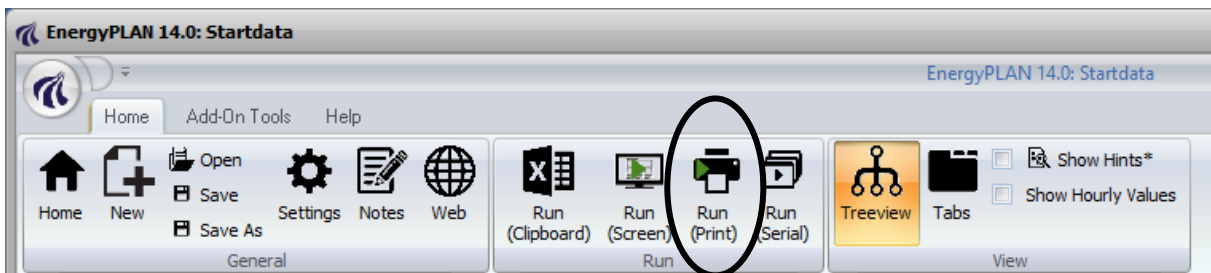 EnergyPLAN 14.0: Startdata
EnergyPLAN 14.0: Startdata
Home Add-On Tools Help
Home
New
Open
Save
Save As
Settings
Notes
Web
General
X
Run
(Clipboard)
Run
(Screen)
Run
(Print)
Run
(Serial)
Run
Treeview
Tabs
Show Hints*
Show Hourly Values
View